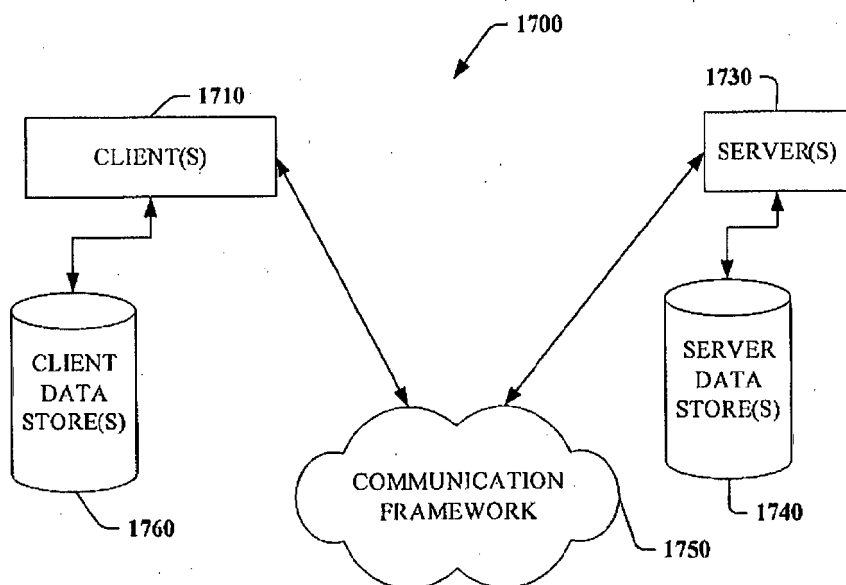 1700
1710
1730
CLIENT(S)
SERVER(S)
CLIENT
DATA
STORE(S)
SERVER
DATA
STORE(S)
COMMUNICATION
FRAMEWORK
1760
1740
1750